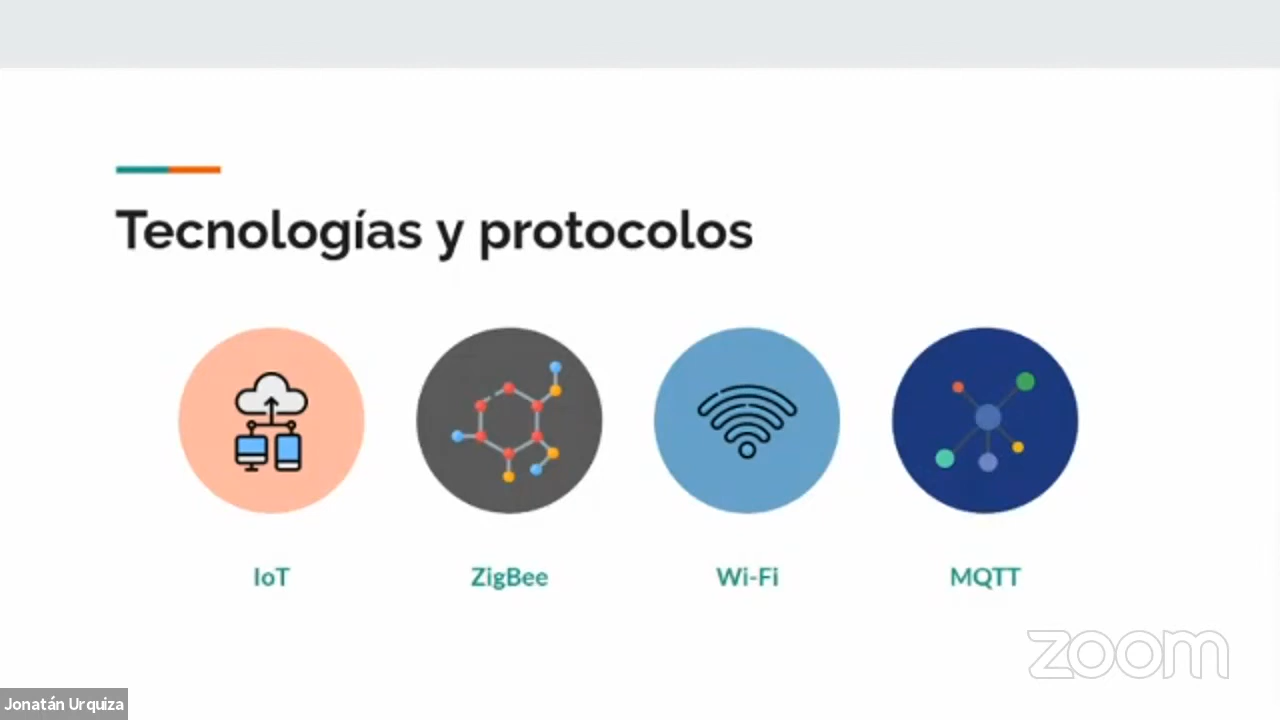 Tecnologías y protocolos
IoT
ZigBee
Wi-Fi
MQTT
zoom
Jonatán Urquiza